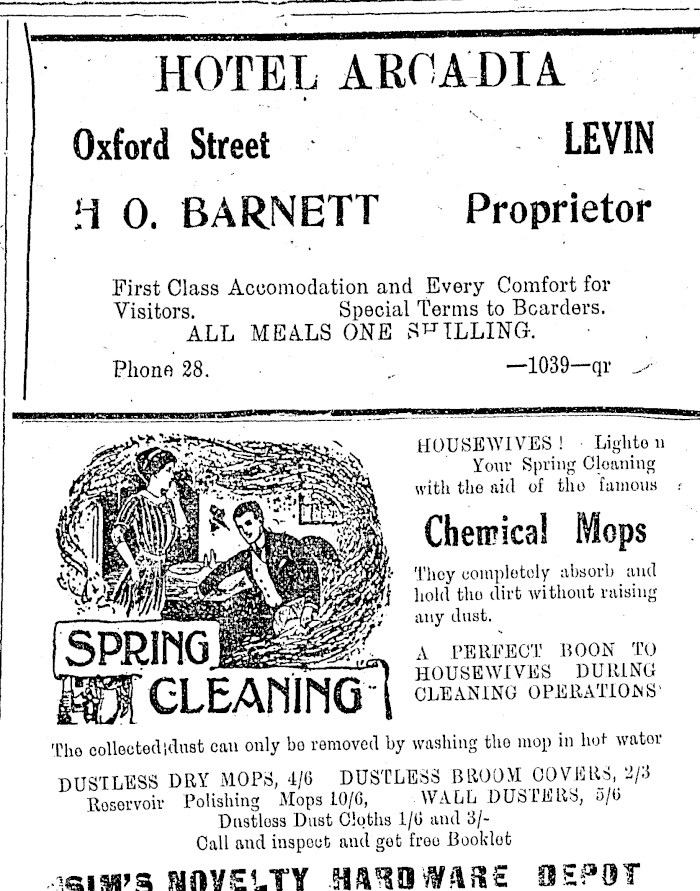 HOTEL ARCADIA
Oxford Street LEVIN
H O. BARNETT Proprietor
First Class Accomodation and Every Comfort for
Visitors. Special Terms to Boarders.
ALL MEALS ONE SHILLING.
Phone 28. —1039—qr
HOUSEWIVES! Lighten
Your Spring Cleaning
with the aid of the famous
Chemical Mops
They completely absorb and
hold the dirt without raising
any dust.
A PERFECT BOON TO
HOUSEWIVES DURING
CLEANING OPERATIONS
SPRING
CLEANING
The collected dust can only be removed by washing the mop in hot water
DUSTLESS DRY MOPS, 4/6 DUSTLESS BROOM COVERS, 2/3
Reservoir Polishing Mops 10/6, WALL DUSTERS, 5/6
Dustless Dust Cloths 1/6 and 3/-
Call and inspect and get free Booklet
SIM'S NOVELTY HARDWARE DEPOT